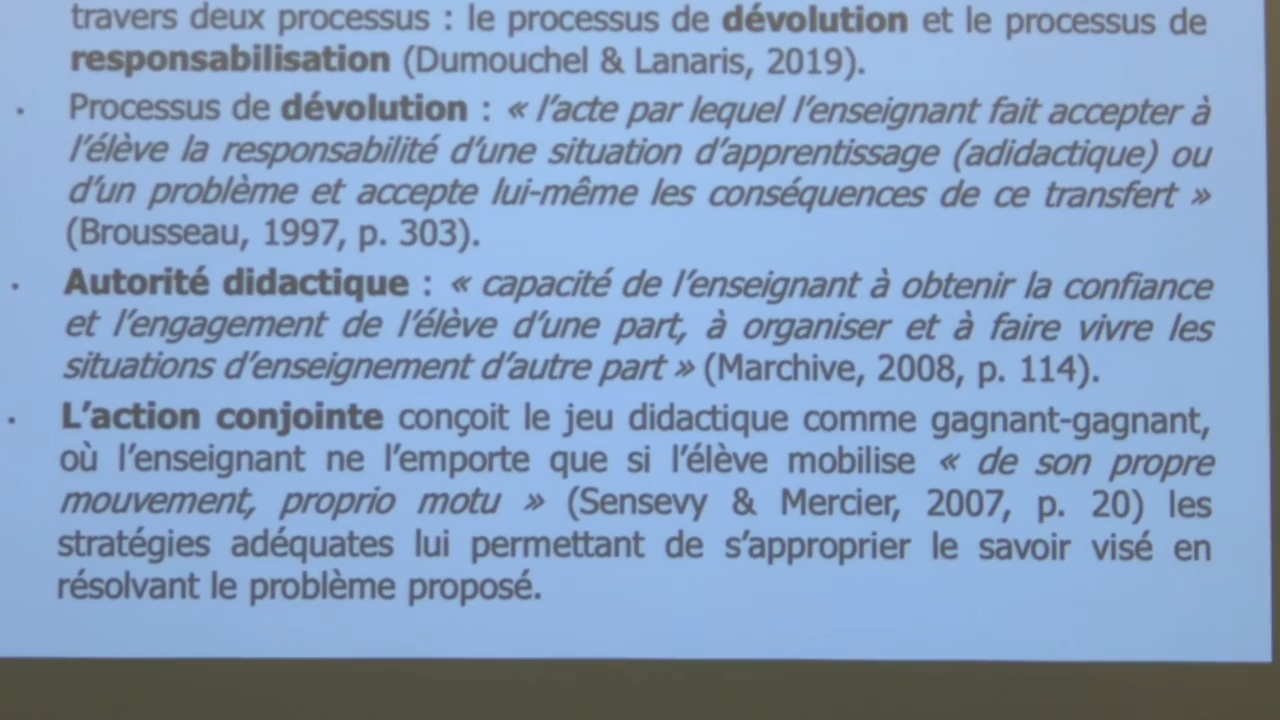 travers deux processus : le processus de dévolution et le processus de
responsabilisation (Dumouchel & Lanaris, 2019).
· Processus de dévolution : « l’acte par lequel l’enseignant fait accepter à
l’élève la responsabilité d’une situation d’apprentissage (adidactique) ou
d’un problème et accepte lui-même les conséquences de ce transfert »
(Brousseau, 1997, p. 303).
· Autorité didactique : « capacité de l’enseignant à obtenir la confiance
et l’engagement de l’élève d’une part, à organiser et à faire vivre les
situations d’enseignement d’autre part » (Marchive, 2008, p. 114).
· L’action conjointe conçoit le jeu didactique comme gagnant-gagnant,
où l’enseignant ne l’emporte que si l’élève mobilise « de son propre
mouvement, proprio motu » (Sensevy & Mercier, 2007, p. 20) les
stratégies adéquates lui permettant de s’approprier le savoir visé en
résolvant le problème proposé.